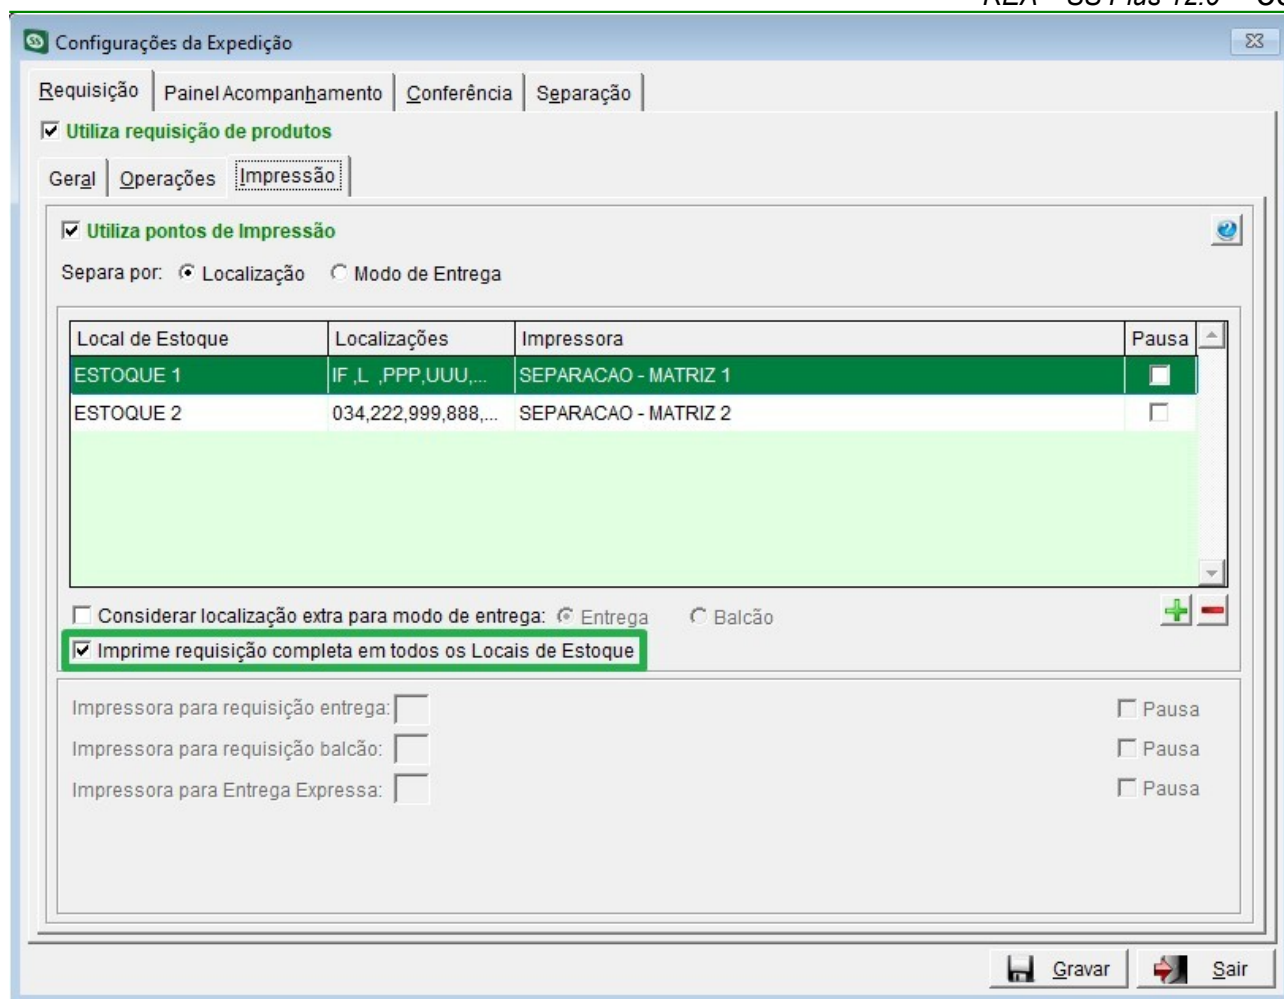 Configurações da Expedição
Requisição Painel Acompanhamento Conferência Separação
Utiliza requisição de produtos
Geral Operações Impressão
Utiliza pontos de Impressão
Separa por: Localização Modo de Entrega
Local de Estoque Localizações Impressora Pausa
ESTOQUE 1 IF ,L ,PPP,UUU,... SEPARACAO - MATRIZ 1
ESTOQUE 2 034,222,999,888,... SEPARACAO - MATRIZ 2
Considerar localização extra para modo de entrega: Entrega Balcão
Imprime requisição completa em todos os Locais de Estoque
Impressora para requisição entrega: Pausa
Impressora para requisição balcão: Pausa
Impressora para Entrega Expressa: Pausa
Gravar Sair